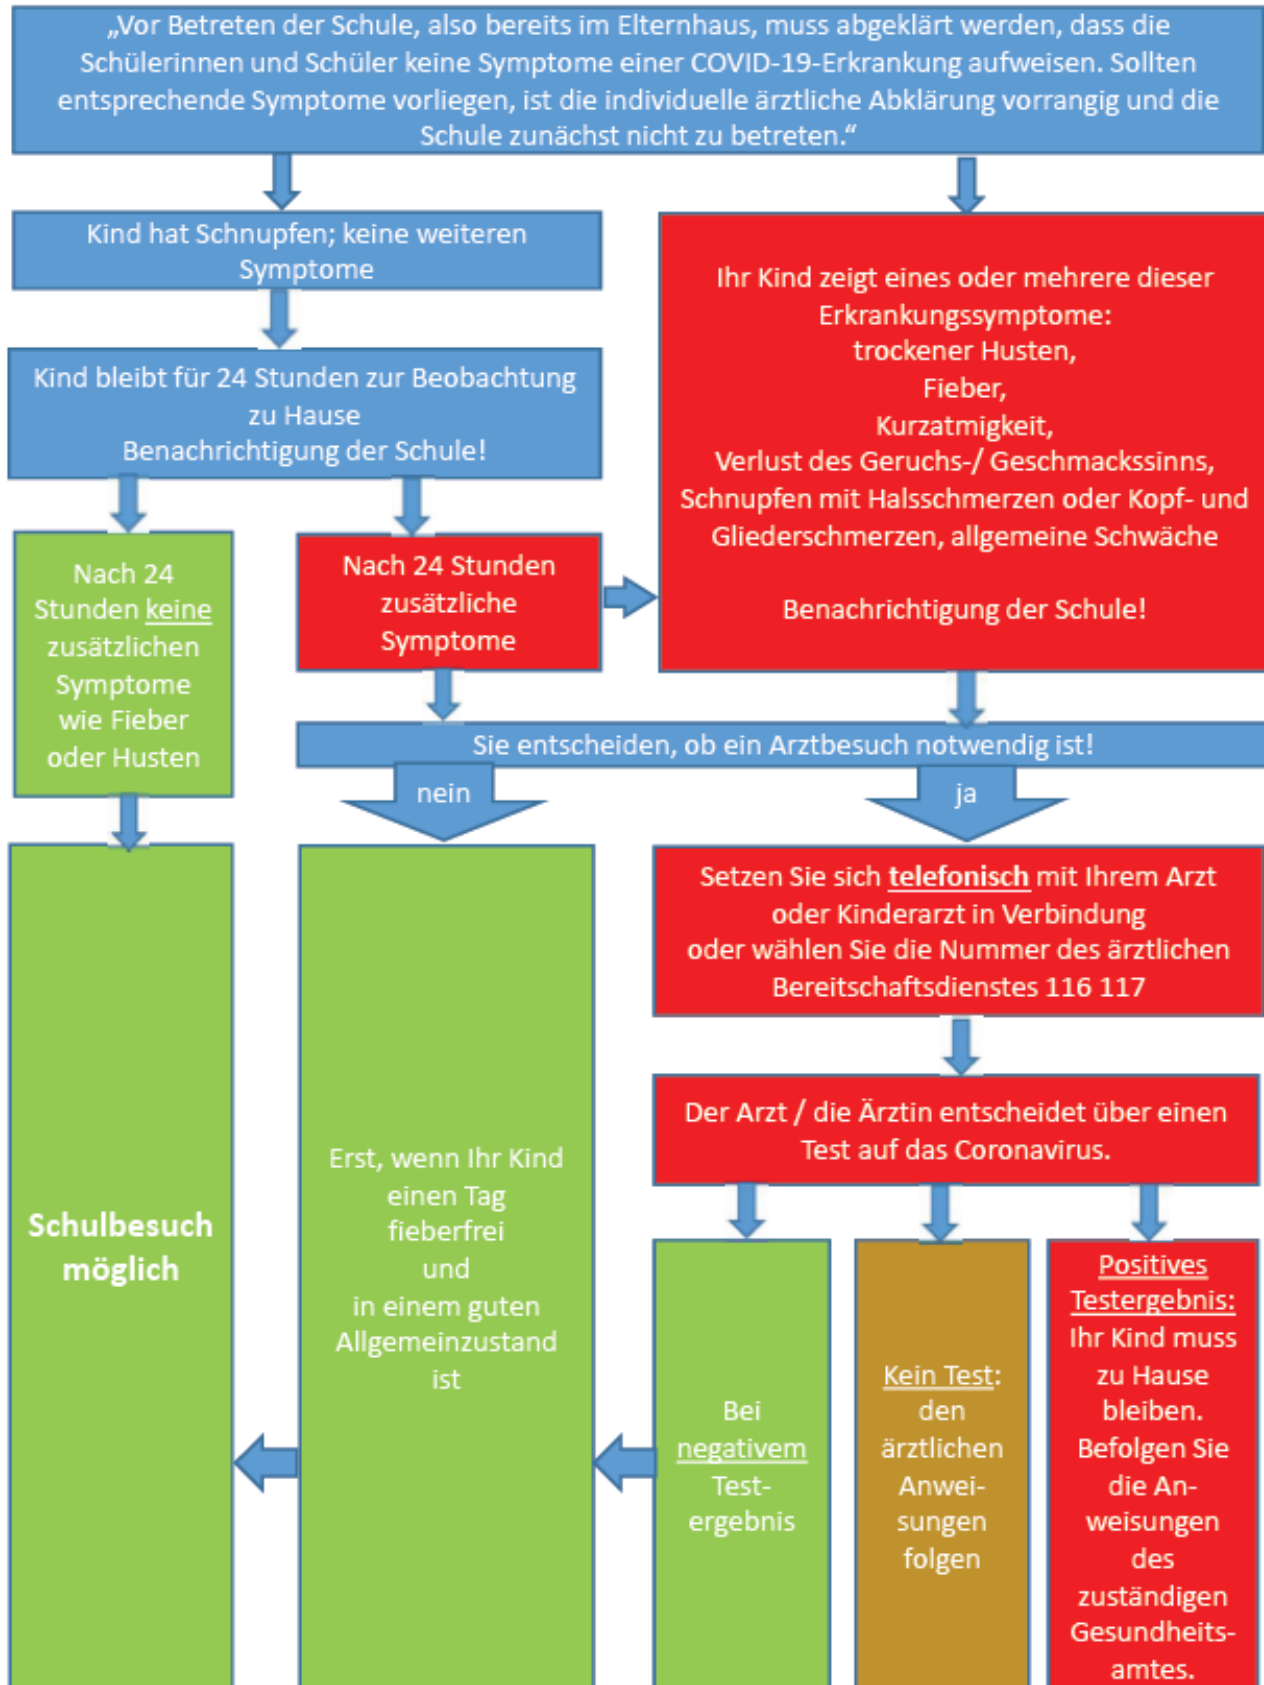 „Vor Betreten der Schule, also bereits im Elternhaus, muss abgeklärt werden, dass die
Schülerinnen und Schüler keine Symptome einer COVID-19-Erkrankung aufweisen. Sollten
entsprechende Symptome vorliegen, ist die individuelle ärztliche Abklärung vorrangig und die
Schule zunächst nicht zu betreten.“
Kind hat Schnupfen; keine weiteren
Symptome
Kind bleibt für 24 Stunden zur Beobachtung
zu Hause
Benachrichtigung der Schule!
Ihr Kind zeigt eines oder mehrere dieser
Erkrankungssymptome:
trockener Husten,
Fieber,
Kurzatmigkeit,
Verlust des Geruchs-/ Geschmackssinns,
Schnupfen mit Halsschmerzen oder Kopf- und
Gliederschmerzen, allgemeine Schwäche
Benachrichtigung der Schule!
Nach 24
Stunden keine
zusätzlichen
Symptome
wie Fieber
oder Husten
Nach 24 Stunden
zusätzliche
Symptome
Sie entscheiden, ob ein Arztbesuch notwendig ist!
nein
ja
Schulbesuch
möglich
Erst, wenn Ihr Kind
einen Tag
fieberfrei
und
in einem guten
Allgemeinzustand
ist
Setzen Sie sich telefonisch mit Ihrem Arzt
oder Kinderarzt in Verbindung
oder wählen Sie die Nummer des ärztlichen
Bereitschaftsdienstes 116 117
Der Arzt / die Ärztin entscheidet über einen
Test auf das Coronavirus.
Bei
negativem
Test-
ergebnis
Kein Test:
den
ärztlichen
Anwei-
sungen
folgen
Positives
Testergebnis:
Ihr Kind muss
zu Hause
bleiben.
Befolgen Sie
die An-
weisungen
des
zuständigen
Gesundheits-
amtes.